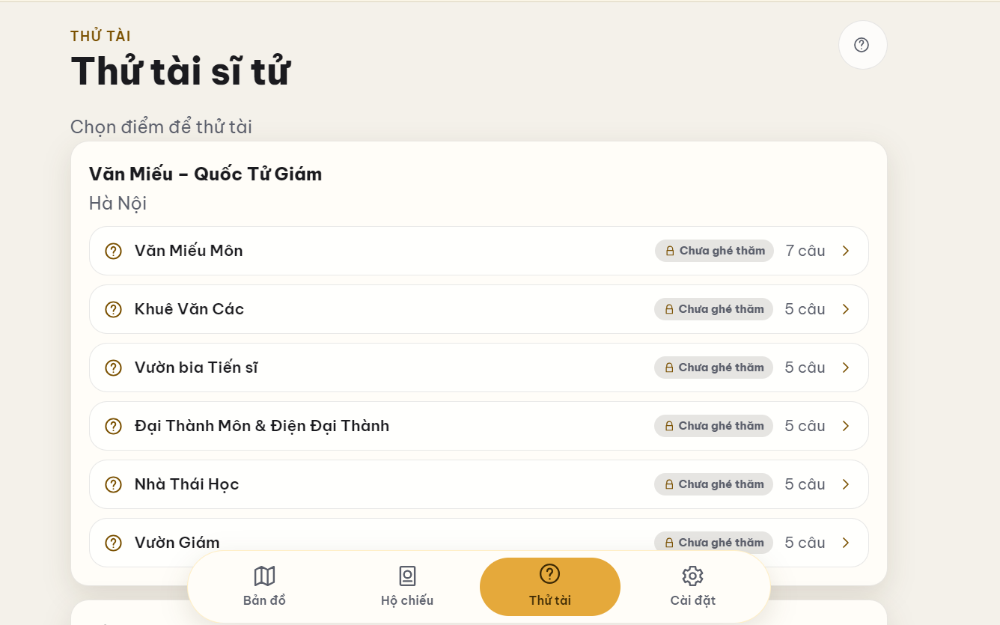 THỬ TÀI
Thử tài sĩ tử
Chọn điểm để thử tài
Văn Miếu – Quốc Tử Giám
Hà Nội
Văn Miếu Môn Chưa ghé thăm 7 câu
Khuê Văn Các Chưa ghé thăm 5 câu
Vườn bia Tiến sĩ Chưa ghé thăm 5 câu
Đại Thành Môn & Điện Đại Thành Chưa ghé thăm 5 câu
Nhà Thái Học Chưa ghé thăm 5 câu
Vườn Giám Chưa ghé thăm 5 câu
Bản đồ Hộ chiếu Thử tài Cài đặt